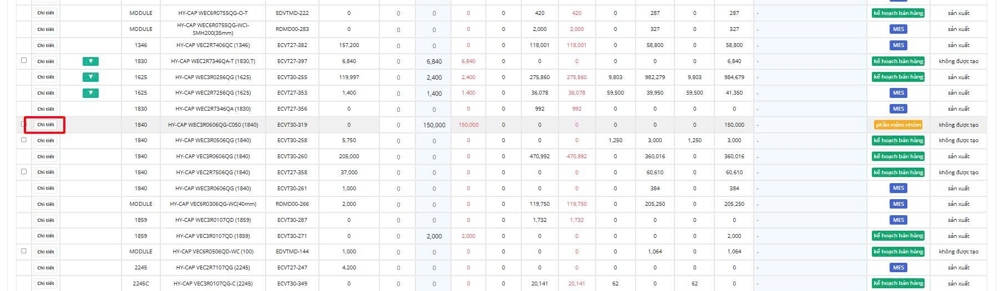 MES
Chi tiết MODULE HY-CAP WEC6R0755QG-O-T EDVTMD-222 0 0 0 0 0 420 420 0 287 0 287 - kế hoạch bán hàng sản xuất
Chi tiết MODULE HY-CAP WEC6R0755QG-WCI-SMH200(35mm) RDMD00-283 0 0 0 0 0 2,000 2,000 0 327 0 327 - MES sản xuất
Chi tiết 1346 HY-CAP VEC2R7406QC (1346) ECVT27-382 157,200 0 0 0 0 118,001 118,001 0 58,800 0 58,800 - MES sản xuất
Chi tiết ▼ 1830 HY-CAP VEC2R7346QA-T (1830,T) ECVT27-397 6,840 0 6,840 6,840 0 0 0 0 0 0 6,840 - kế hoạch bán hàng không được tạo
Chi tiết ▼ 1625 HY-CAP WEC3R0256QG (1625) ECVT30-255 119,997 0 2,400 2,400 0 275,860 275,860 9,803 982,279 9,803 984,679 - kế hoạch bán hàng sản xuất
Chi tiết ▼ 1625 HY-CAP VEC2R7256QG (1625) ECVT27-353 1,400 0 1,400 1,400 0 36,078 36,078 59,500 39,950 59,500 41,350 - MES sản xuất
Chi tiết 1830 HY-CAP WEC2R7346QA (1830) ECVT27-356 0 0 0 0 0 992 992 0 0 0 0 - MES sản xuất
Chi tiết 1840 HY-CAP WEC3R0606QG-C050 (1840) ECVT30-319 0 0 150,000 150,000 0 0 0 0 0 0 150,000 - phần mềm nhóm không được tạo
Chi tiết 1840 HY-CAP WEC3R0506QG (1840) ECVT30-258 5,750 0 0 0 0 0 0 1,250 3,000 1,250 3,000 - kế hoạch bán hàng không được tạo
Chi tiết 1840 HY-CAP VEC3R0606QG (1840) ECVT30-260 205,000 0 0 0 0 470,992 470,992 0 360,016 0 360,016 - kế hoạch bán hàng sản xuất
Chi tiết 1840 HY-CAP VEC2R7506QG (1840) ECVT27-358 37,000 0 0 0 0 0 0 0 60,610 0 60,610 - kế hoạch bán hàng không được tạo
Chi tiết 1840 HY-CAP WEC3R0606QG (1840) ECVT30-261 1,000 0 0 0 0 0 0 0 384 0 384 - MES sản xuất
Chi tiết MODULE HY-CAP VEC6R0306QG-WC(40mm) RDMD00-266 2,000 0 0 0 0 119,750 119,750 0 205,250 0 205,250 - MES sản xuất
Chi tiết 1859 HY-CAP WEC3R0107QD (1859) ECVT30-287 0 0 0 0 0 1,732 1,732 0 0 0 0 - MES sản xuất
Chi tiết 1859 HY-CAP VEC3R0107QD (1859) ECVT30-271 0 0 2,000 2,000 0 0 0 0 0 0 2,000 - kế hoạch bán hàng sản xuất
Chi tiết MODULE HY-CAP VEC6R0506QD-WC (100) EDVTMD-144 1,000 0 0 0 0 0 0 0 1,064 0 1,064 - kế hoạch bán hàng không được tạo
Chi tiết 2245 HY-CAP VEC2R7107QG (2245) ECVT27-247 4,200 0 0 0 0 0 0 0 0 0 0 - MES sản xuất
Chi tiết 2245C HY-CAP VEC3R0107QG-C (2245) ECVT30-349 0 0 0 0 0 20,141 20,141 62 0 62 0 - kế hoạch bán hàng sản xuất